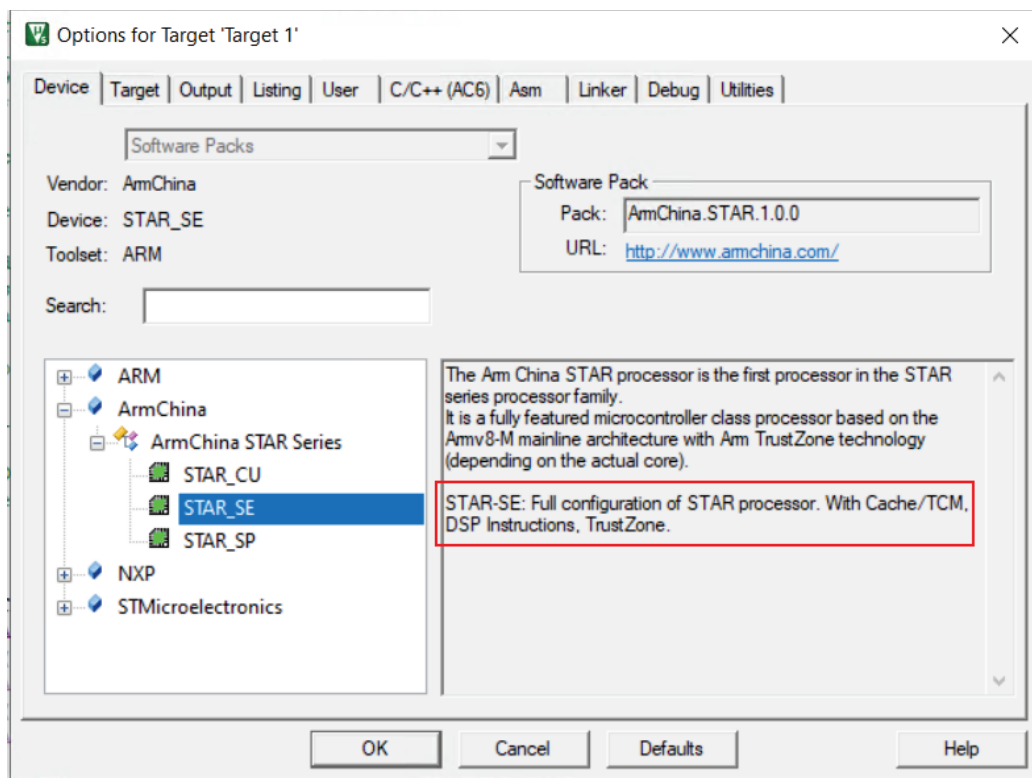 Options for Target 'Target 1'
Device Target Output Listing User C/C++ (AC6) Asm Linker Debug Utilities
Software Packs
Vendor: ArmChina
Device: STAR_SE
Toolset: ARM
Software Pack
Pack: ArmChina.STAR.1.0.0
URL: http://www.armchina.com/
Search:
ARM
ArmChina
ArmChina STAR Series
STAR_CU
STAR_SE
STAR_SP
NXP
STMicroelectronics
The Arm China STAR processor is the first processor in the STAR
series processor family.
It is a fully featured microcontroller class processor based on the
Armv8-M mainline architecture with Arm TrustZone technology
(depending on the actual core).
STAR-SE: Full configuration of STAR processor. With Cache/TCM,
DSP Instructions, TrustZone.
OK Cancel Defaults Help